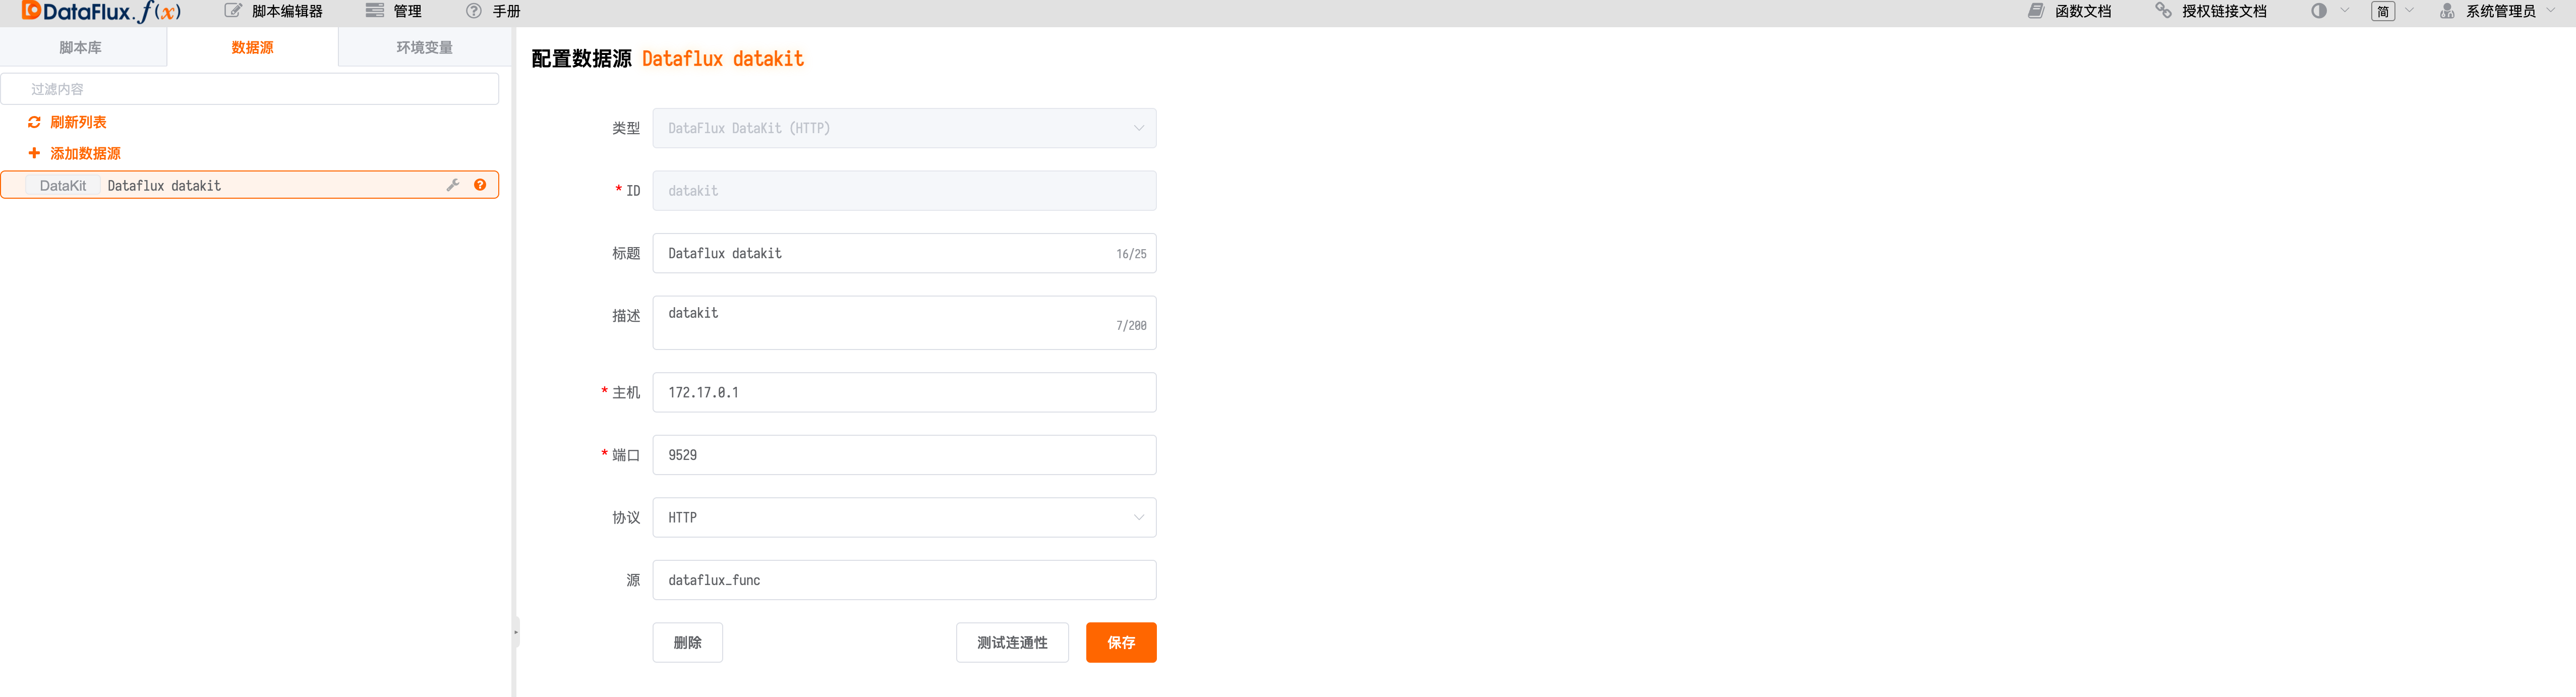 DataFlux.f(x) 脚本编辑器 管理 手册 函数文档 授权链接文档 简 系统管理员
脚本库 数据源 环境变量
过滤内容
刷新列表
添加数据源
DataKit Dataflux datakit
配置数据源 Dataflux datakit
类型 DataFlux DataKit (HTTP)
* ID datakit
标题 Dataflux datakit 16/25
描述 datakit 7/200
* 主机 172.17.0.1
* 端口 9529
协议 HTTP
源 dataflux_func
删除 测试连通性 保存